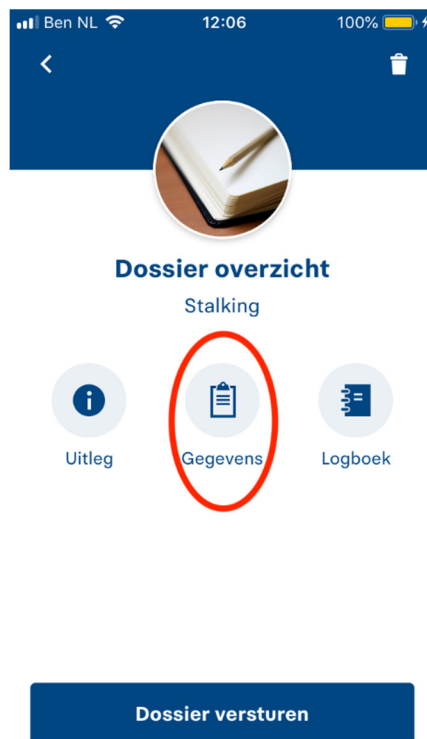 Ben NL 12:06 100%
Dossier overzicht
Stalking
Uitleg Gegevens Logboek
Dossier versturen